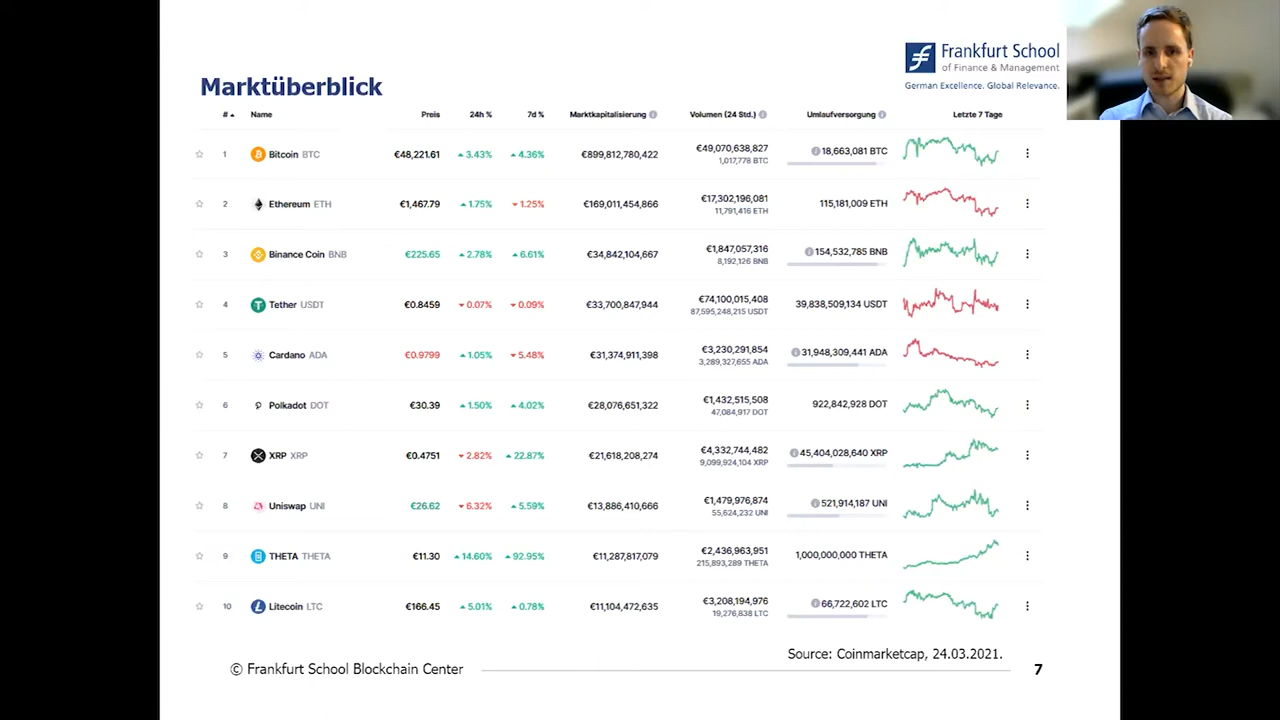 Frankfurt School
of Finance & Management
German Excellence. Global Relevance.
Marktüberblick
# Name Preis 24h % 7d % Marktkapitalisierung Volumen (24 Std.) Umlaufversorgung Letzte 7 Tage
1 Bitcoin BTC €48,221.61 3.43% 4.36% €899,812,780,422 €49,070,638,827 18,663,081 BTC
1,017,778 BTC
2 Ethereum ETH €1,467.79 1.75% 1.25% €169,011,454,866 €17,302,196,081 115,181,009 ETH
11,791,416 ETH
3 Binance Coin BNB €225.65 2.78% 6.61% €34,842,104,667 €1,847,057,316 154,532,785 BNB
8,192,126 BNB
4 Tether USDT €0.8459 0.07% 0.09% €33,700,847,944 €74,100,015,408 39,838,509,134 USDT
87,595,248,215 USDT
5 Cardano ADA €0.9799 1.05% 5.48% €31,374,911,398 €3,230,291,854 31,948,309,441 ADA
3,289,327,655 ADA
6 Polkadot DOT €30.39 1.50% 4.02% €28,076,651,322 €1,432,515,508 922,842,928 DOT
47,084,917 DOT
7 XRP XRP €0.4751 2.82% 22.87% €21,618,208,274 €4,332,744,482 45,404,028,640 XRP
9,099,924,104 XRP
8 Uniswap UNI €26.62 6.32% 5.59% €13,886,410,666 €1,479,976,874 521,914,187 UNI
55,624,232 UNI
9 THETA THETA €11.30 14.60% 92.95% €11,287,817,079 €2,436,963,951 1,000,000,000 THETA
215,893,289 THETA
10 Litecoin LTC €166.45 5.01% 0.78% €11,104,472,635 €3,208,194,976 66,722,602 LTC
19,276,838 LTC
Source: Coinmarketcap, 24.03.2021.
© Frankfurt School Blockchain Center 7